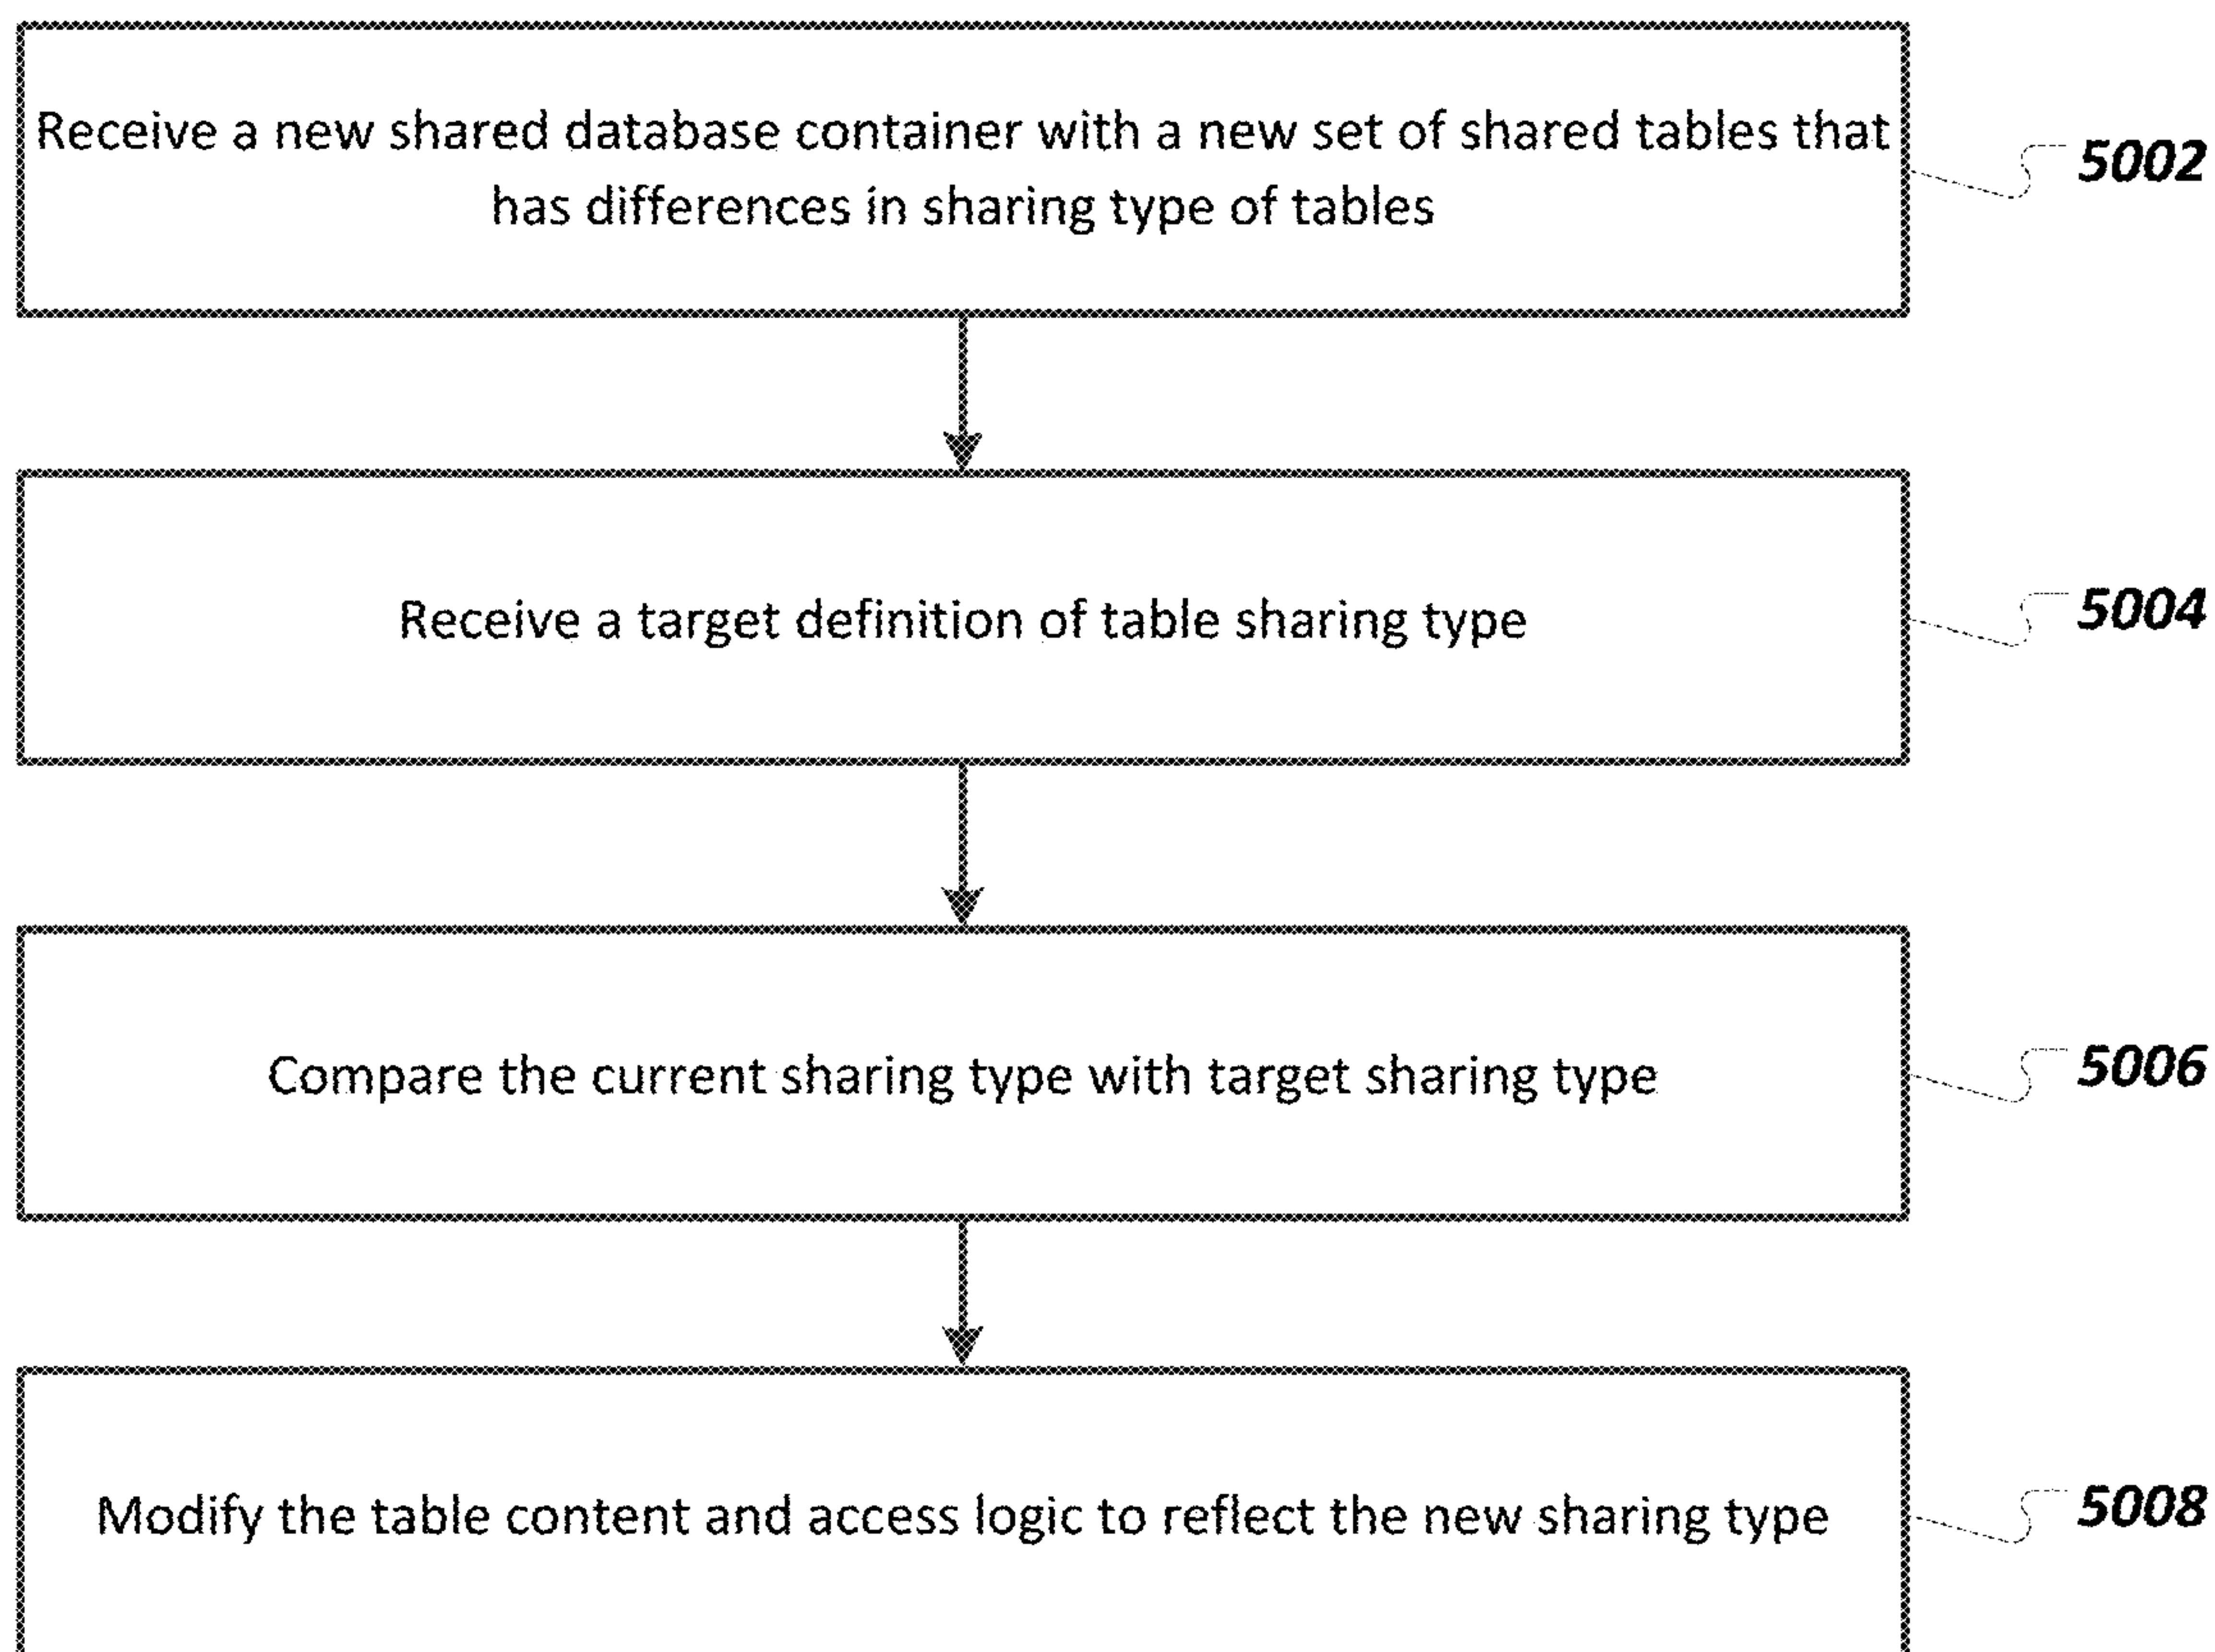 Receive a new shared database container with a new set of shared tables that
has differences in sharing type of tables
5002
Receive a target definition of table sharing type
5004
Compare the current sharing type with target sharing type
5006
Modify the table content and access logic to reflect the new sharing type
5008